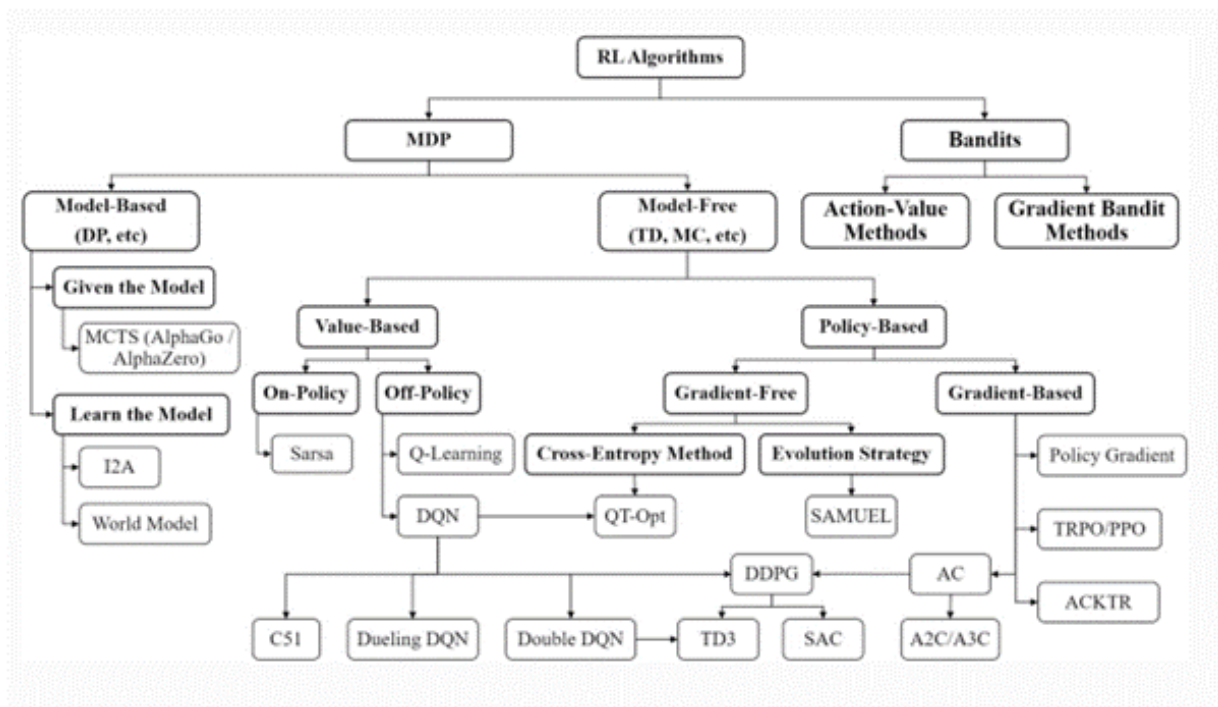 RL Algorithms
MDP
Bandits
Model-Based
(DP, etc)
Model-Free
(TD, MC, etc)
Action-Value
Methods
Gradient Bandit
Methods
Given the Model
MCTS (AlphaGo /
AlphaZero)
Learn the Model
I2A
World Model
Value-Based
Policy-Based
On-Policy
Off-Policy
Gradient-Free
Gradient-Based
Sarsa
Q-Learning
Cross-Entropy Method
Evolution Strategy
Policy Gradient
DQN
QT-Opt
SAMUEL
TRPO/PPO
DDPG
AC
ACKTR
C51
Dueling DQN
Double DQN
TD3
SAC
A2C/A3C